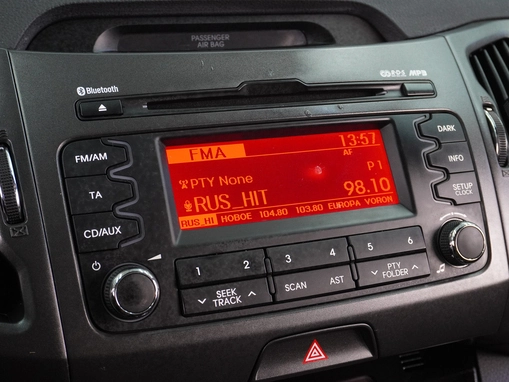 PASSENGER
AIR BAG
Bluetooth
MP3
FM/AM
TA
CD/AUX
DARK
INFO
SETUP
CLOCK
FMA 13:57
AF
PTY None P1
RUS_HIT 98.10
RUS_HI HOBOE 104.80 103.80 EUROPA VORON
1 2 3 4 5 6
SEEK
TRACK
SCAN AST
PTY
FOLDER